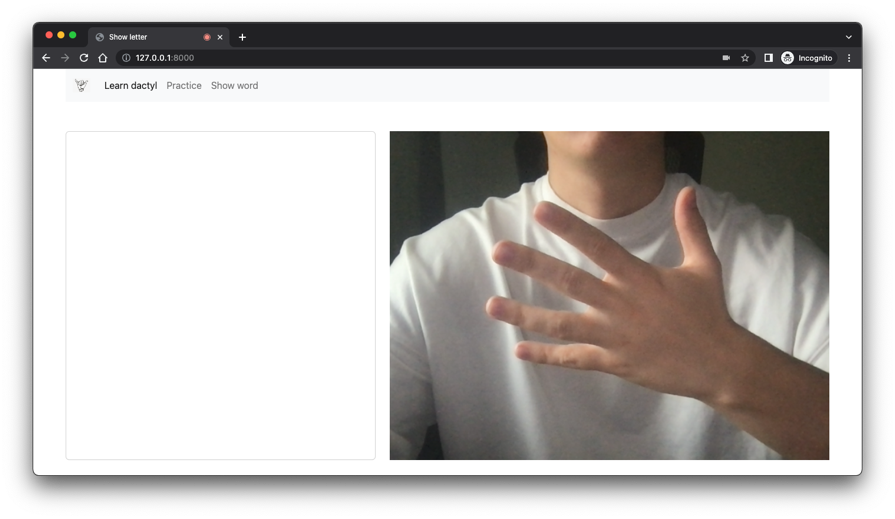 Show letter
127.0.0.1:8000
Incognito
Learn dactyl Practice Show word